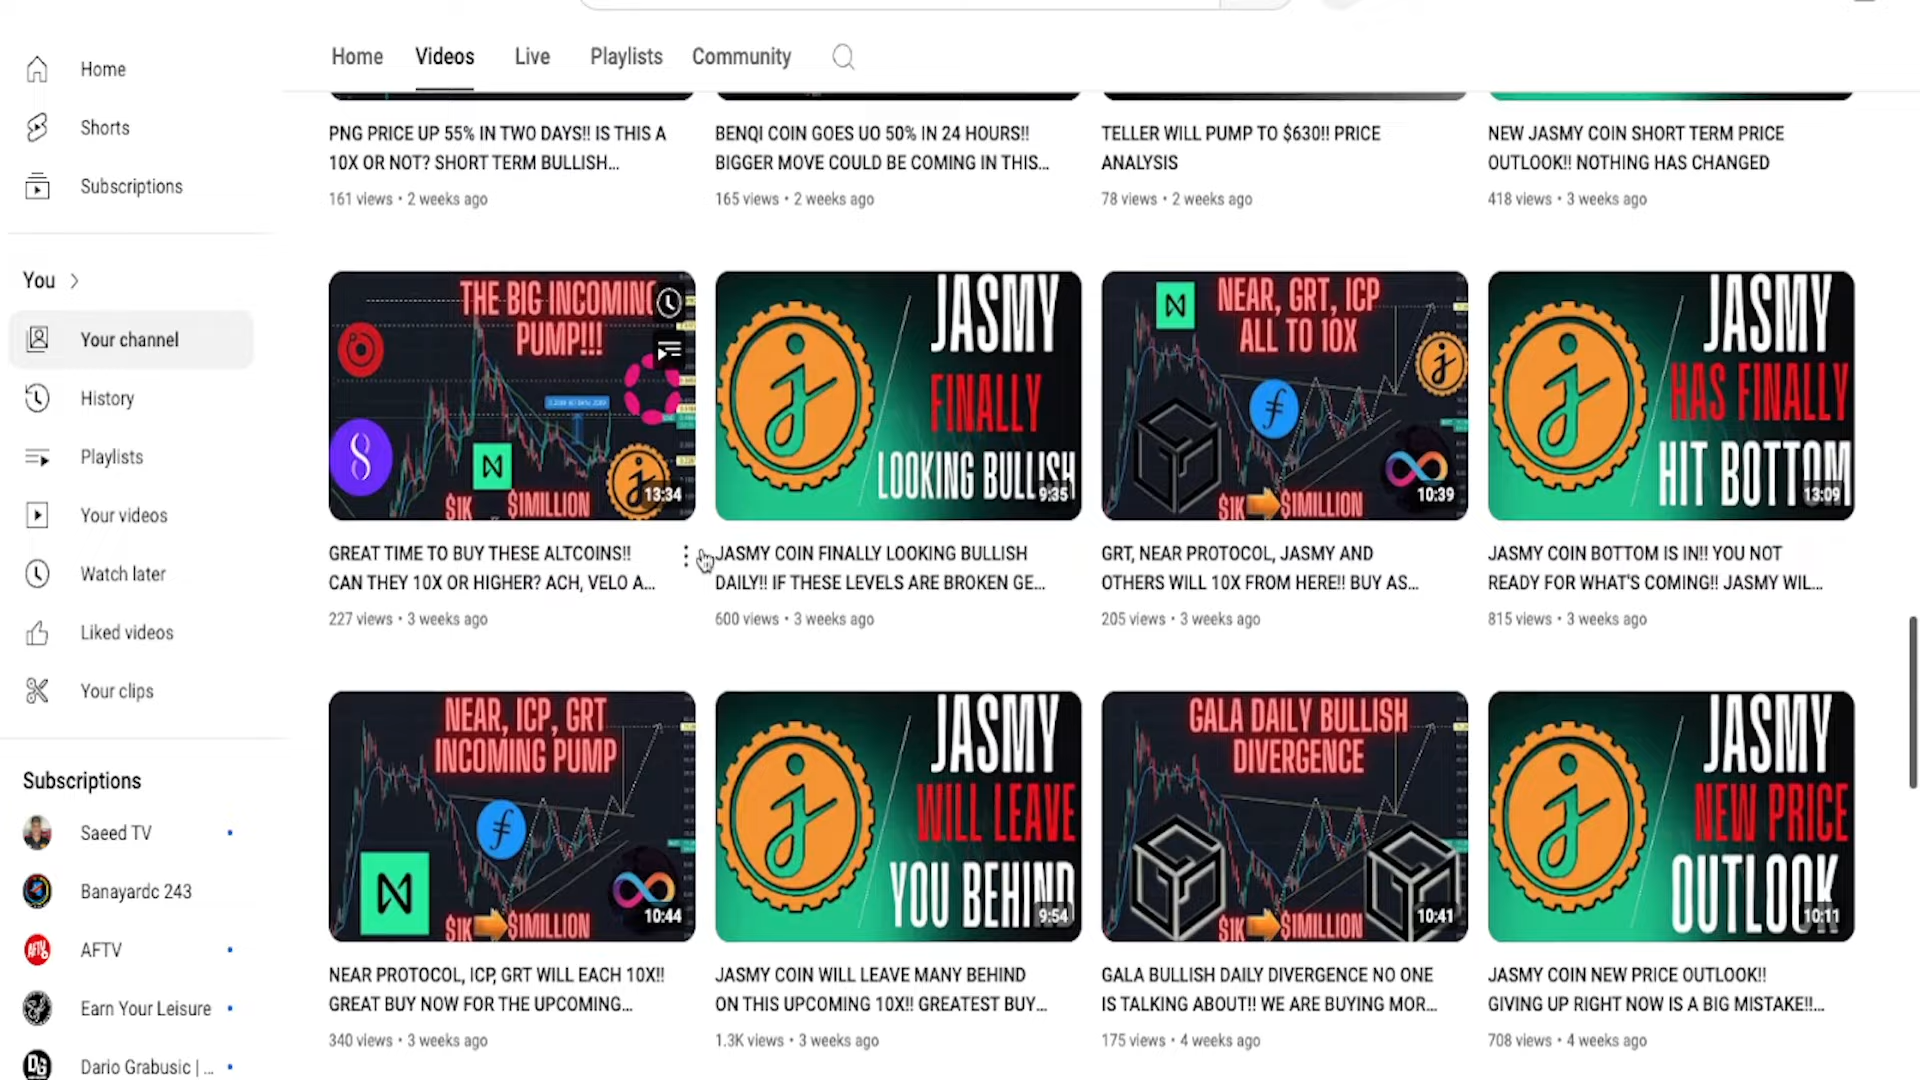 Home
Videos
Live
Playlists
Community
Home
Shorts
Subscriptions
You
Your channel
History
Playlists
Your videos
Watch later
Liked videos
Your clips
Subscriptions
Saeed TV
Banayardc 243
AFTV
Earn Your Leisure
Dario Grabusic | ...
PNG PRICE UP 55% IN TWO DAYS!! IS THIS A
10X OR NOT? SHORT TERM BULLISH...
161 views • 2 weeks ago
BENQI COIN GOES UO 50% IN 24 HOURS!!
BIGGER MOVE COULD BE COMING IN THIS...
165 views • 2 weeks ago
TELLER WILL PUMP TO $630!! PRICE
ANALYSIS
78 views • 2 weeks ago
NEW JASMY COIN SHORT TERM PRICE
OUTLOOK!! NOTHING HAS CHANGED
418 views • 3 weeks ago
THE BIG INCOMING
PUMP!!!
$1K $1MILLION
13:34
GREAT TIME TO BUY THESE ALTCOINS!!
CAN THEY 10X OR HIGHER? ACH, VELO A...
227 views • 3 weeks ago
JASMY
FINALLY
LOOKING BULLISH
9:35
JASMY COIN FINALLY LOOKING BULLISH
DAILY!! IF THESE LEVELS ARE BROKEN GE...
600 views • 3 weeks ago
NEAR, GRT, ICP
ALL TO 10X
$1K $1MILLION
10:39
GRT, NEAR PROTOCOL, JASMY AND
OTHERS WILL 10X FROM HERE!! BUY AS...
205 views • 3 weeks ago
JASMY
HAS FINALLY
HIT BOTTOM
13:09
JASMY COIN BOTTOM IS IN!! YOU NOT
READY FOR WHAT'S COMING!! JASMY WIL...
815 views • 3 weeks ago
NEAR, ICP, GRT
INCOMING PUMP
$1K $1MILLION
10:44
NEAR PROTOCOL, ICP, GRT WILL EACH 10X!!
GREAT BUY NOW FOR THE UPCOMING...
340 views • 3 weeks ago
JASMY
WILL LEAVE
YOU BEHIND
9:54
JASMY COIN WILL LEAVE MANY BEHIND
ON THIS UPCOMING 10X!! GREATEST BUY...
1.3K views • 3 weeks ago
GALA DAILY BULLISH
DIVERGENCE
$1K $1MILLION
10:41
GALA BULLISH DAILY DIVERGENCE NO ONE
IS TALKING ABOUT!! WE ARE BUYING MOR...
175 views • 4 weeks ago
JASMY
NEW PRICE
OUTLOOK
10:11
JASMY COIN NEW PRICE OUTLOOK!!
GIVING UP RIGHT NOW IS A BIG MISTAKE!!...
708 views • 4 weeks ago